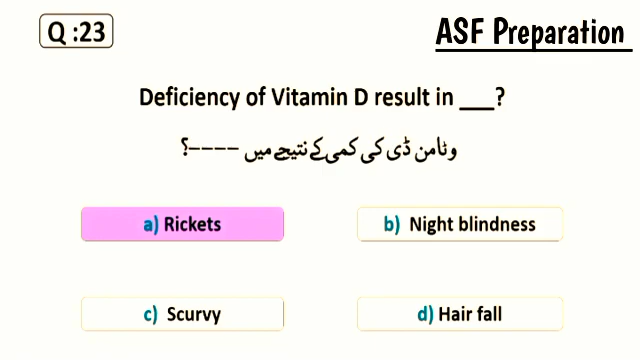 Q :23
ASF Preparation
Deficiency of Vitamin D result in ___?
وٹامن ڈی کی کمی کے نتیجے میں ----؟
a) Rickets
b) Night blindness
c) Scurvy
d) Hair fall